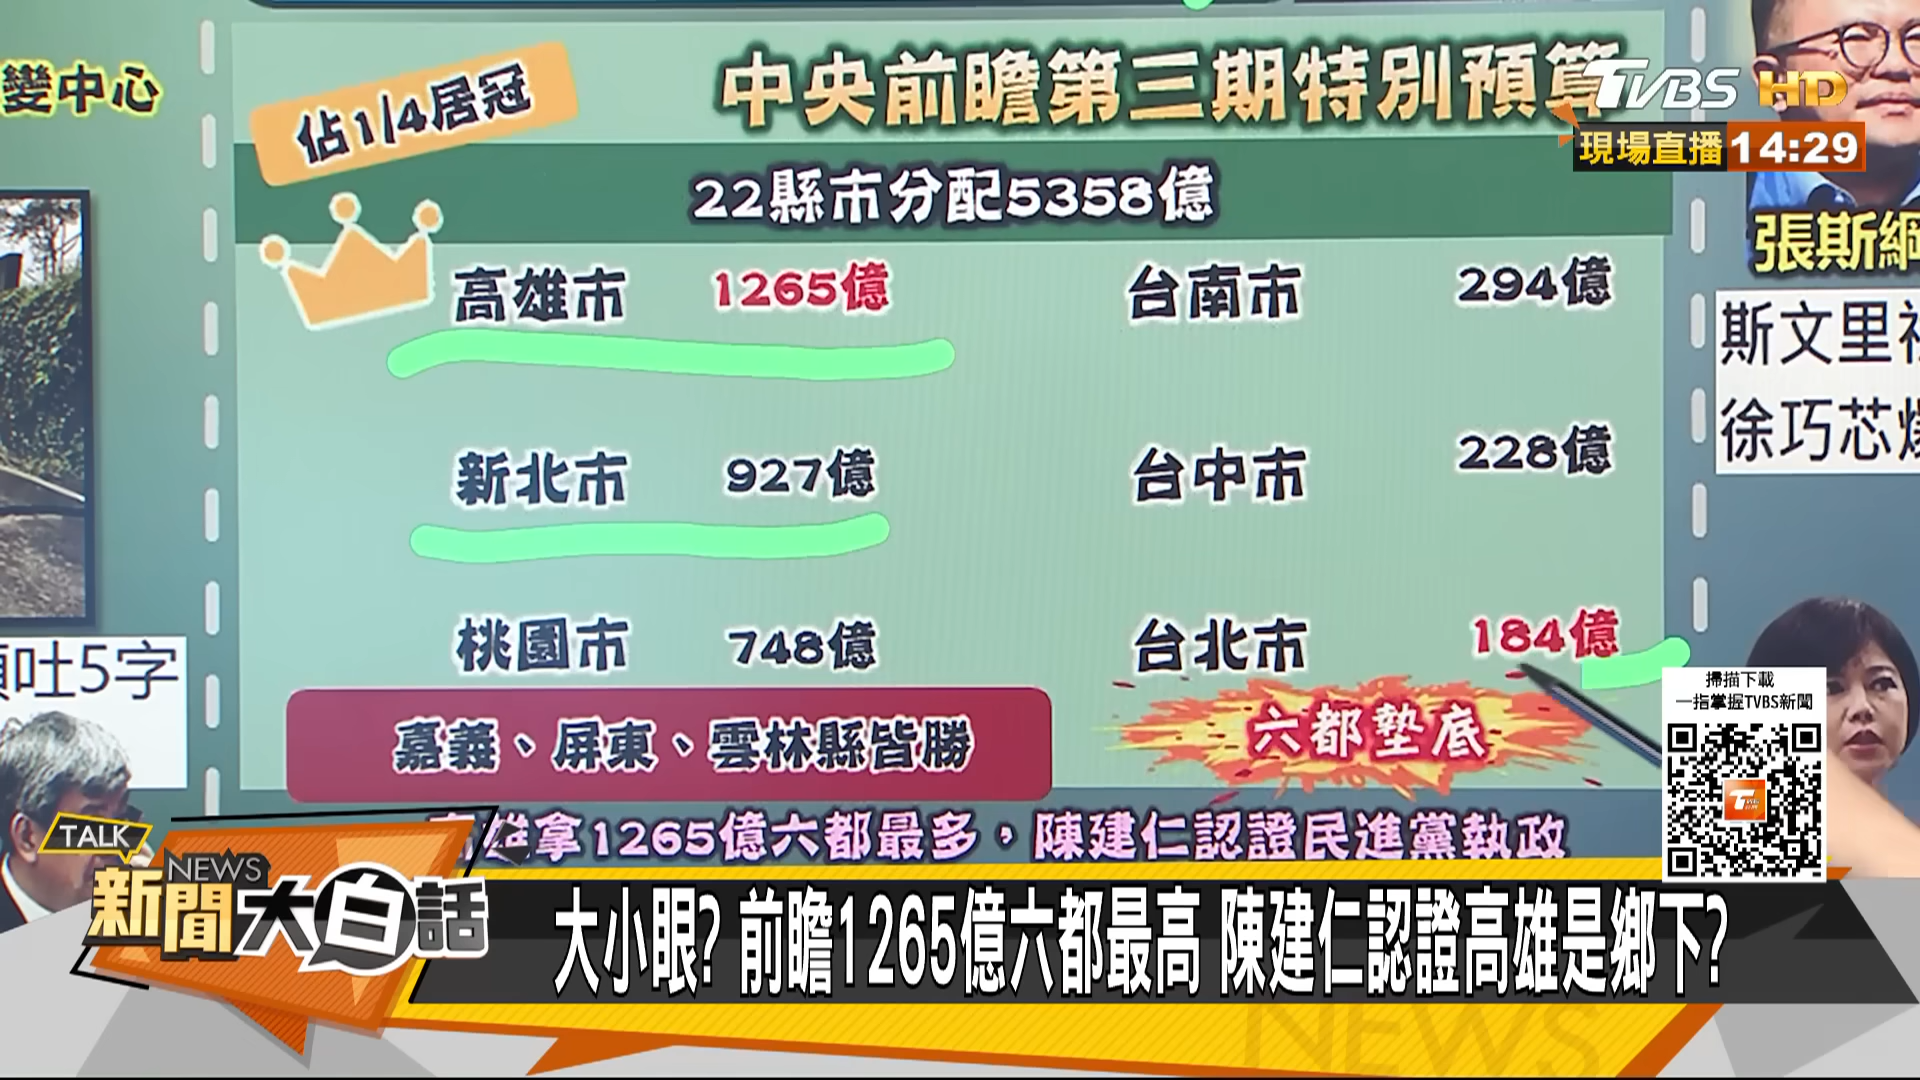 變中心
佔1/4居冠
中央前瞻第三期特別預算
TVBS HD
現場直播 14:29
22縣市分配5358億
高雄市 1265億
台南市 294億
新北市 927億
台中市 228億
桃園市 748億
台北市 184億
嘉義、屏東、雲林縣皆勝
六都墊底
張斯綱
斯文里
徐巧芯
吐5字
掃描下載
一指掌握TVBS新聞
雄拿1265億六都最多,陳建仁認證民進黨執政
TALK
NEWS
新聞大白話
大小眼? 前瞻1265億六都最高 陳建仁認證高雄是鄉下?
NEWS